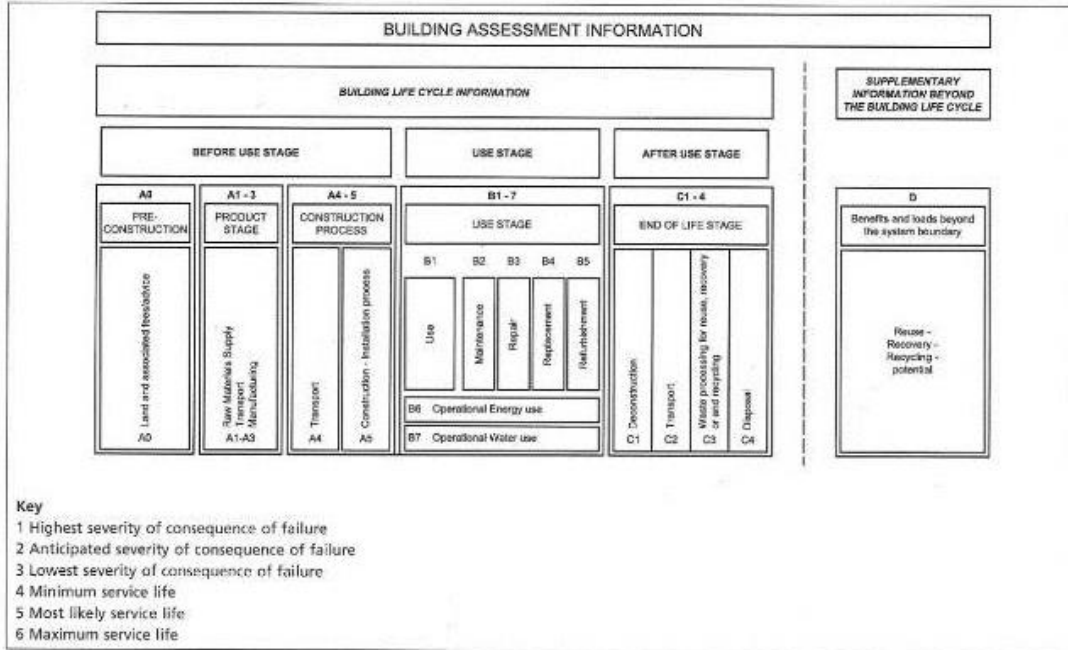 BUILDING ASSESSMENT INFORMATION
BUILDING LIFE CYCLE INFORMATION
SUPPLEMENTARY
INFORMATION BEYOND
THE BUILDING LIFE CYCLE
BEFORE USE STAGE
USE STAGE
AFTER USE STAGE
A0
PRE-
CONSTRUCTION
Land and associated fees/advice
A0
A1 - 3
PRODUCT
STAGE
Raw Materials Supply
Transport
Manufacturing
A1-A3
A4 - 5
CONSTRUCTION
PROCESS
Transport
A4
Construction - Installation process
A5
B1 - 7
USE STAGE
B1
Use
B2
Maintenance
B3
Repair
B4
Replacement
B5
Refurbishment
B6 Operational Energy use
B7 Operational Water use
C1 - 4
END OF LIFE STAGE
Deconstruction
C1
Transport
C2
Waste processing for reuse, recovery
or and recycling
C3
Disposal
C4
D
Benefits and loads beyond
the system boundary
Reuse -
Recovery -
Recycling -
potential
Key
1 Highest severity of consequence of failure
2 Anticipated severity of consequence of failure
3 Lowest severity of consequence of failure
4 Minimum service life
5 Most likely service life
6 Maximum service life